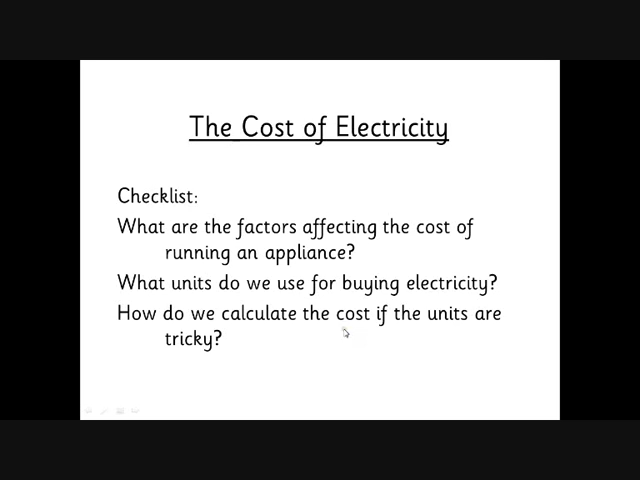 The Cost of Electricity
Checklist:
What are the factors affecting the cost of
running an appliance?
What units do we use for buying electricity?
How do we calculate the cost if the units are
tricky?